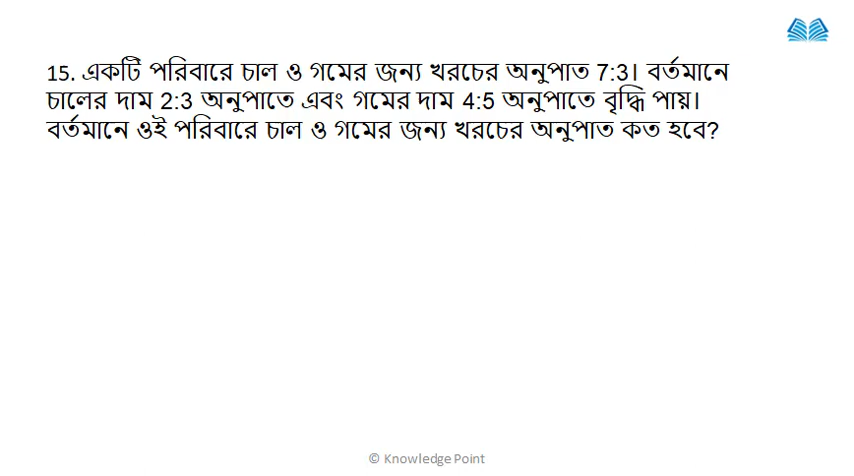 15. একটি পরিবারে চাল ও গমের জন্য খরচের অনুপাত 7:3। বর্তমানে
চালের দাম 2:3 অনুপাতে এবং গমের দাম 4:5 অনুপাতে বৃদ্ধি পায়।
বর্তমানে ওই পরিবারে চাল ও গমের জন্য খরচের অনুপাত কত হবে?
© Knowledge Point